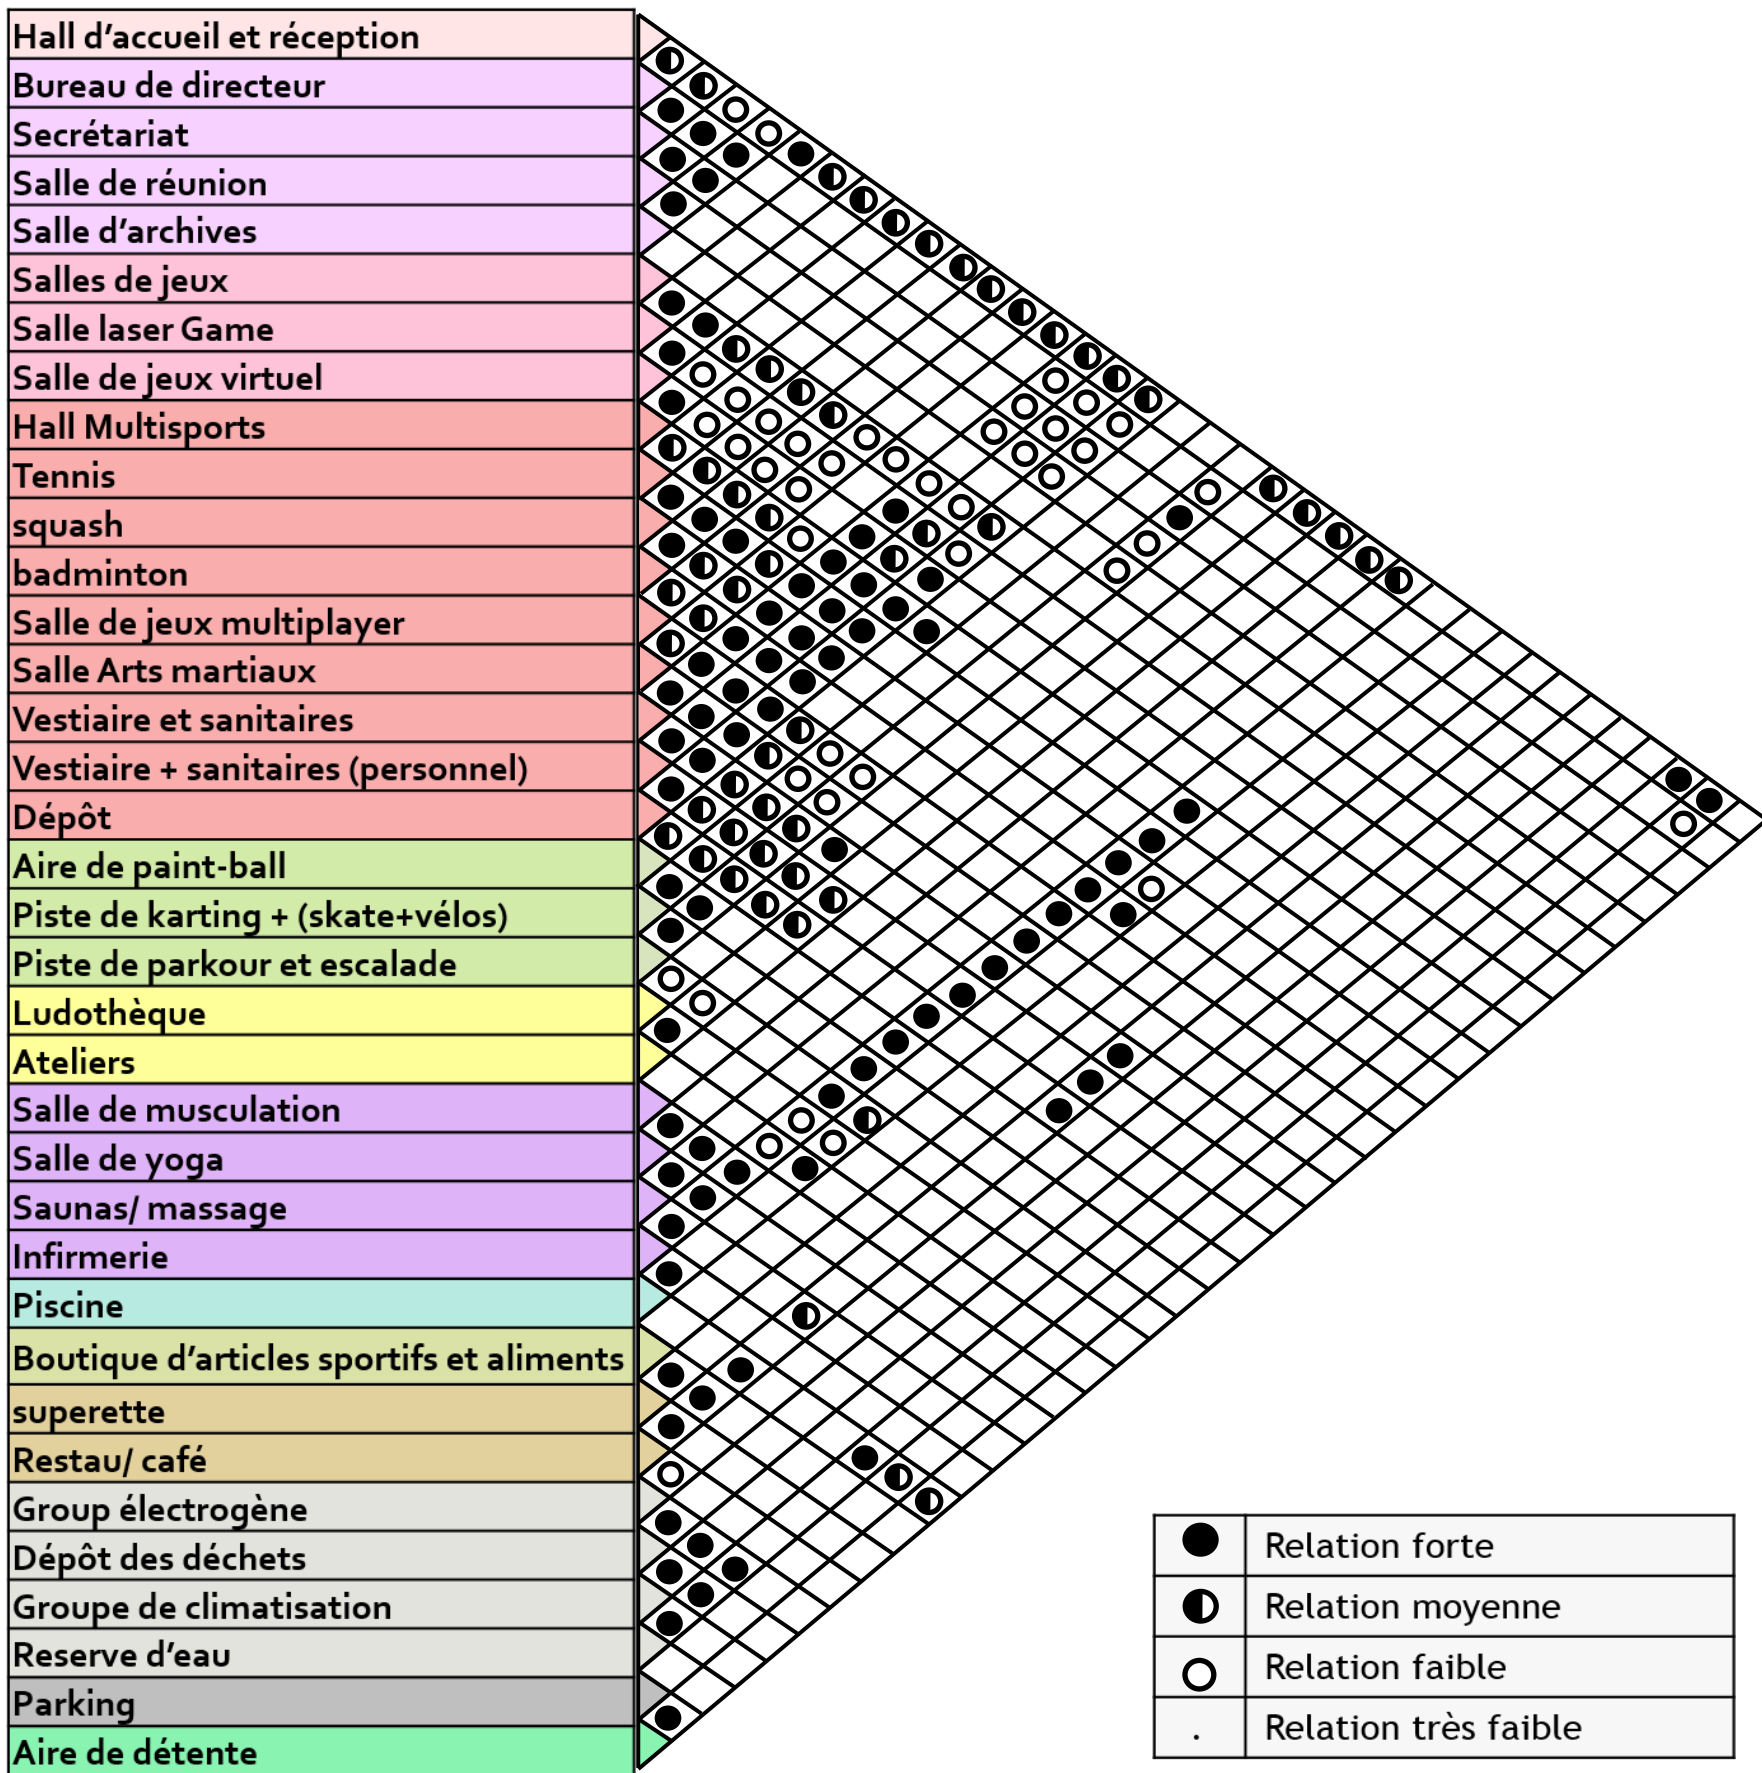 Hall d’accueil et réception
Bureau de directeur
Secrétariat
Salle de réunion
Salle d’archives
Salles de jeux
Salle laser Game
Salle de jeux virtuel
Hall Multisports
Tennis
squash
badminton
Salle de jeux multiplayer
Salle Arts martiaux
Vestiaire et sanitaires
Vestiaire + sanitaires (personnel)
Dépôt
Aire de paint-ball
Piste de karting + (skate+vélos)
Piste de parkour et escalade
Ludothèque
Ateliers
Salle de musculation
Salle de yoga
Saunas/ massage
Infirmerie
Piscine
Boutique d’articles sportifs et aliments
superette
Restau/ café
Group électrogène
Dépôt des déchets
Groupe de climatisation
Reserve d’eau
Parking
Aire de détente
Relation forte
Relation moyenne
Relation faible
. Relation très faible